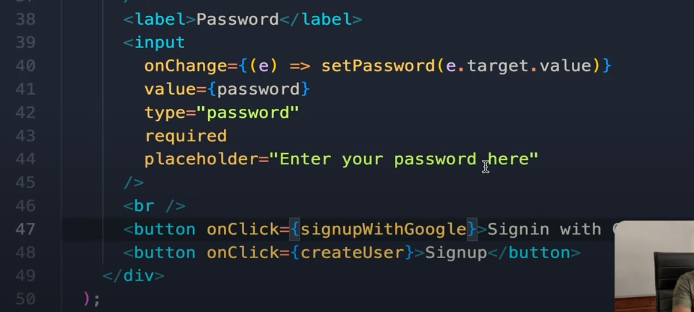 38 <label>Password</label>
39 <input
40 onChange={(e) => setPassword(e.target.value)}
41 value={password}
42 type="password"
43 required
44 placeholder="Enter your password here"
45 />
46 <br />
47 <button onClick={signupWithGoogle}>Signin with
48 <button onClick={createUser}>Signup</button>
49 </div>
50 );